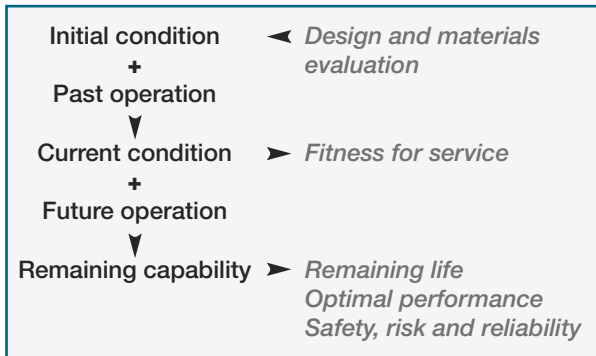 Initial condition
Design and materials
evaluation
+
Past operation
Current condition
Fitness for service
+
Future operation
Remaining capability
Remaining life
Optimal performance
Safety, risk and reliability